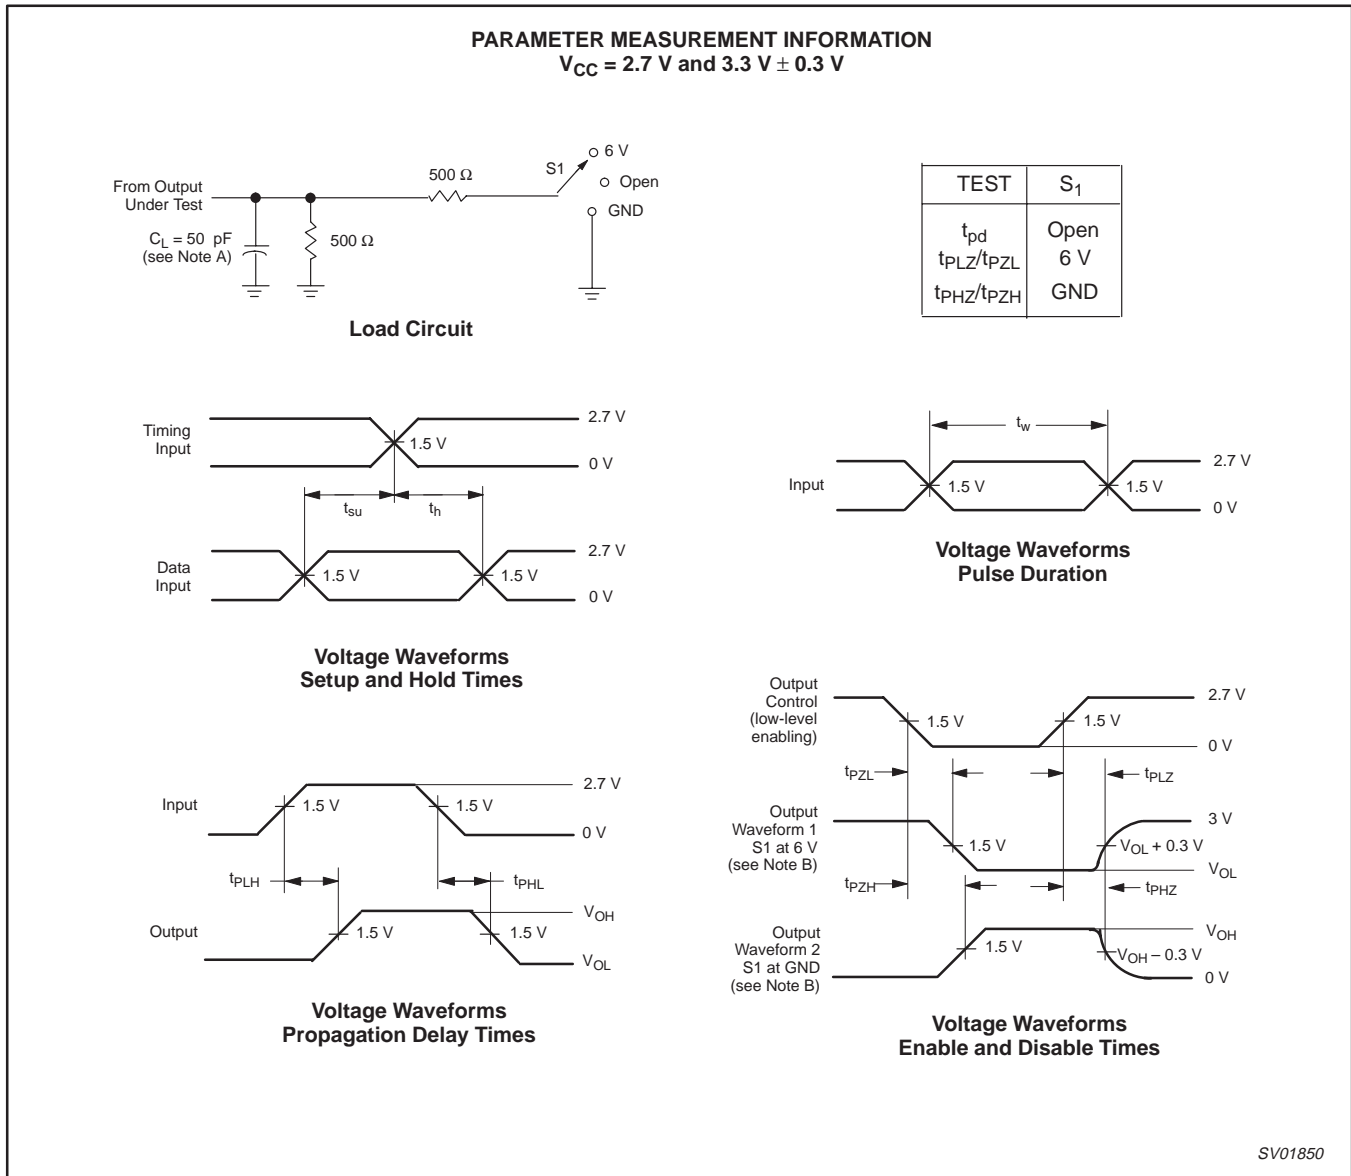 PARAMETER MEASUREMENT INFORMATION
VCC = 2.7 V and 3.3 V ± 0.3 V
From Output
Under Test
CL = 50 pF
(see Note A)
500 Ω
500 Ω
S1
6 V
Open
GND
Load Circuit
TEST S1
tpd Open
tPLZ/tPZL 6 V
tPHZ/tPZH GND
Timing
Input
2.7 V
1.5 V
0 V
tsu
th
Data
Input
2.7 V
1.5 V
1.5 V
0 V
Voltage Waveforms
Setup and Hold Times
tw
Input
2.7 V
1.5 V
1.5 V
0 V
Voltage Waveforms
Pulse Duration
Input
2.7 V
1.5 V
1.5 V
0 V
tPLH
tPHL
Output
VOH
1.5 V
1.5 V
VOL
Voltage Waveforms
Propagation Delay Times
Output
Control
(low-level
enabling)
2.7 V
1.5 V
1.5 V
0 V
tPZL
tPLZ
Output
Waveform 1
S1 at 6 V
(see Note B)
3 V
1.5 V
VOL + 0.3 V
VOL
tPZH
tPHZ
Output
Waveform 2
S1 at GND
(see Note B)
VOH
1.5 V
VOH – 0.3 V
0 V
Voltage Waveforms
Enable and Disable Times
SV01850